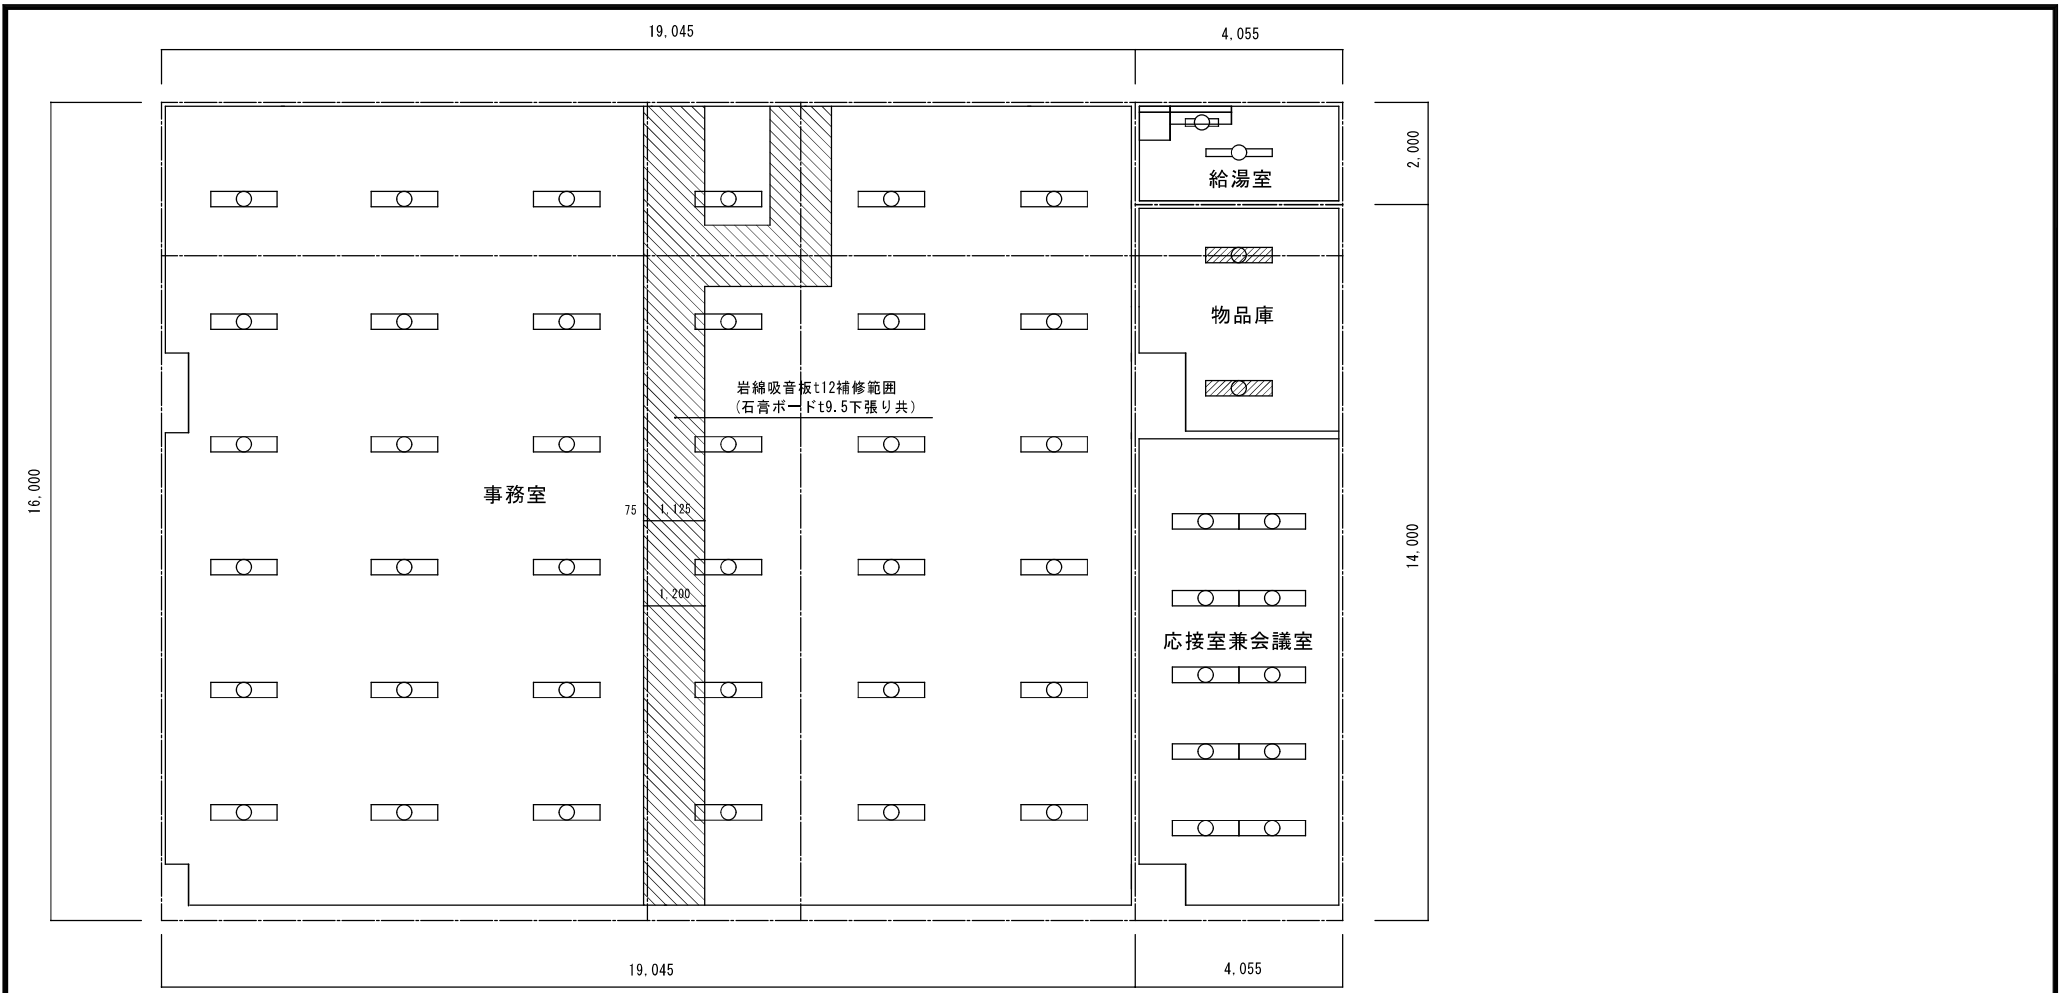 19,045
4,055
2,000
給湯室
物品庫
岩綿吸音板t12補修範囲
(石膏ボードt9.5下張り共)
16,000
事務室
75
1,125
14,000
1,200
応接室兼会議室
19,045
4,055